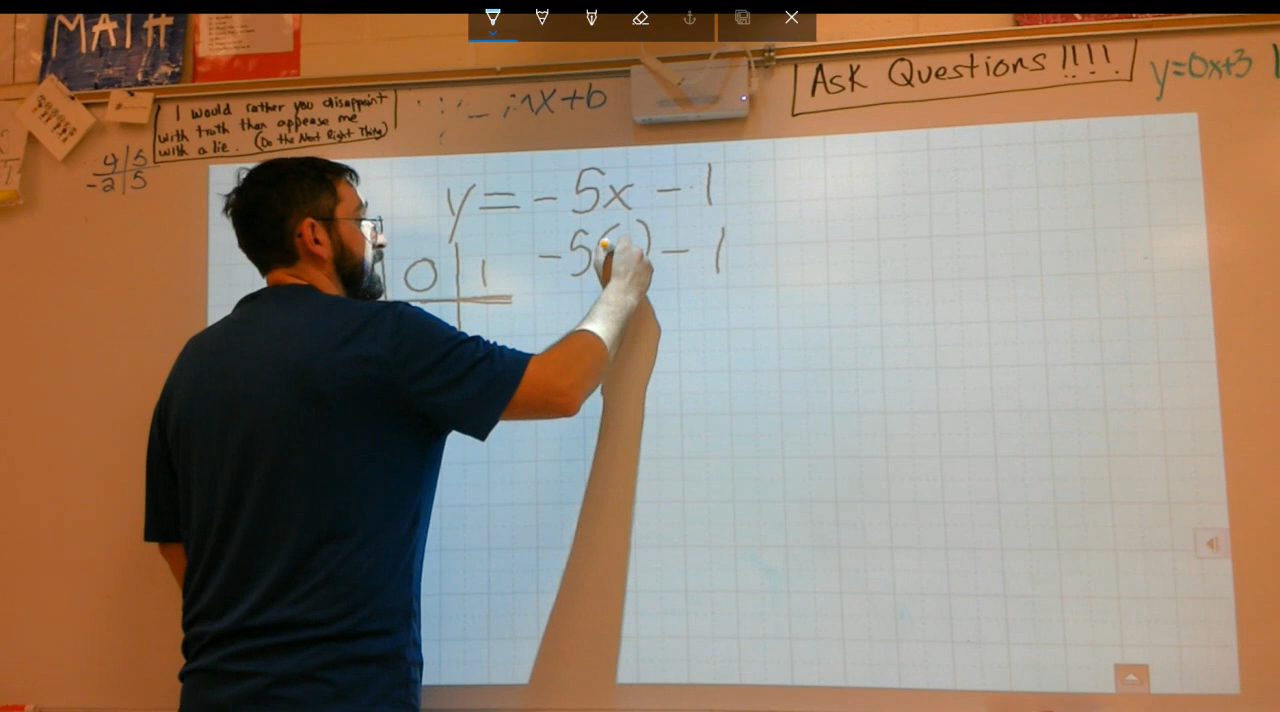 MATH
I would rather you disappoint
with truth than appease me
with a lie. (Do the Next Right Thing)
x+b
ASK Questions !!!!
y=0x+3
4 5
-2 5
y = -5x - 1
-5( ) - 1
0 1